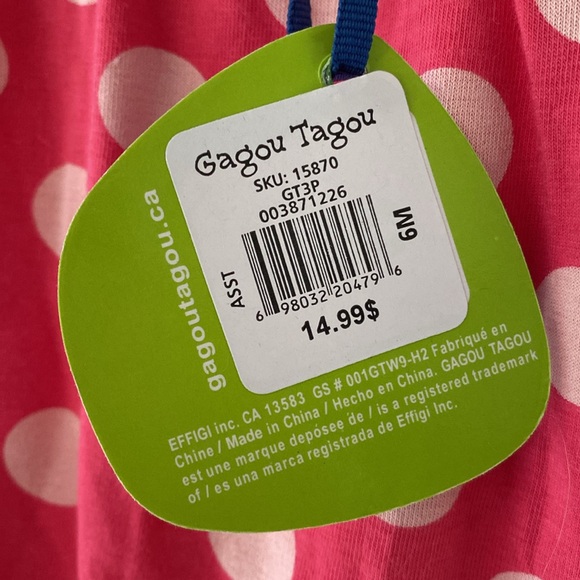 Gagou Tagou
SKU: 15870
GT3P
003871226
ASST
6M
6 98032 20479 6
14.99$
gagoutagou.ca
EFFIGI inc. CA 13583 GS # 001GTW9-H2 Fabriqué en
Chine / Made in China / Hecho en China. GAGOU TAGOU
est une marque déposée de / is a registered trademark
of / es una marca registrada de Effigi Inc.